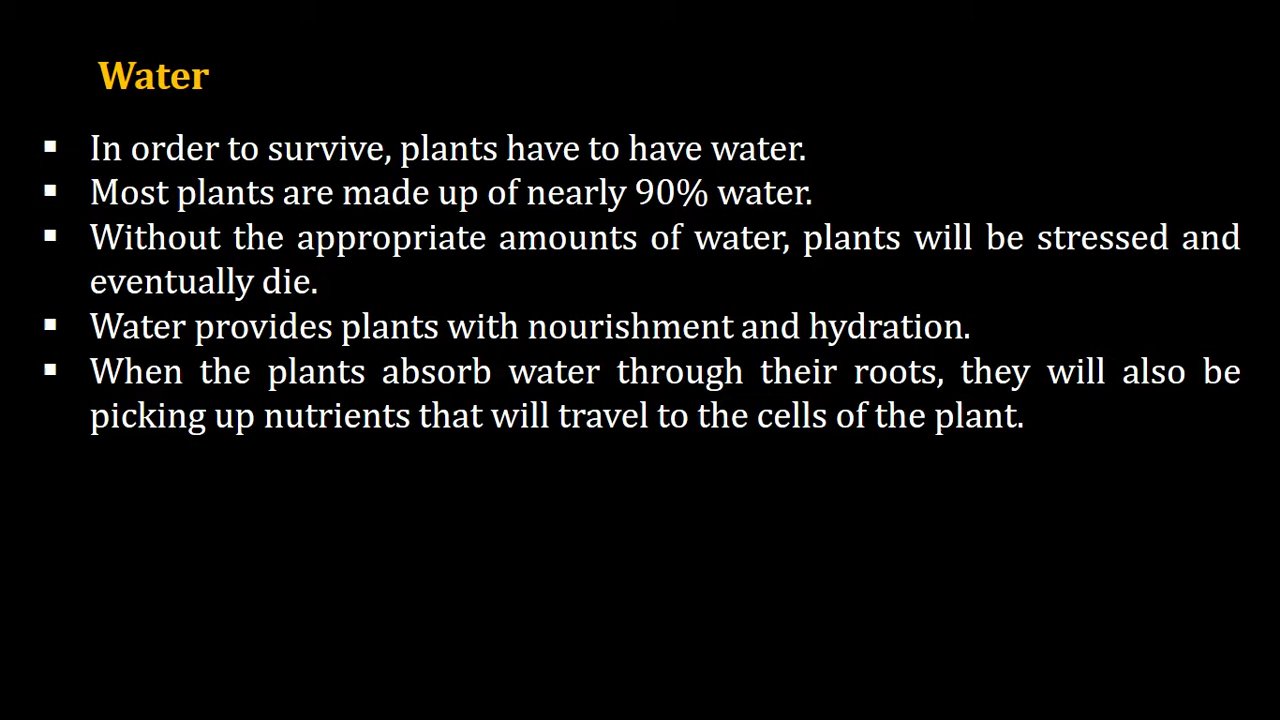 Water
▪ In order to survive, plants have to have water.
▪ Most plants are made up of nearly 90% water.
▪ Without the appropriate amounts of water, plants will be stressed and
eventually die.
▪ Water provides plants with nourishment and hydration.
▪ When the plants absorb water through their roots, they will also be
picking up nutrients that will travel to the cells of the plant.